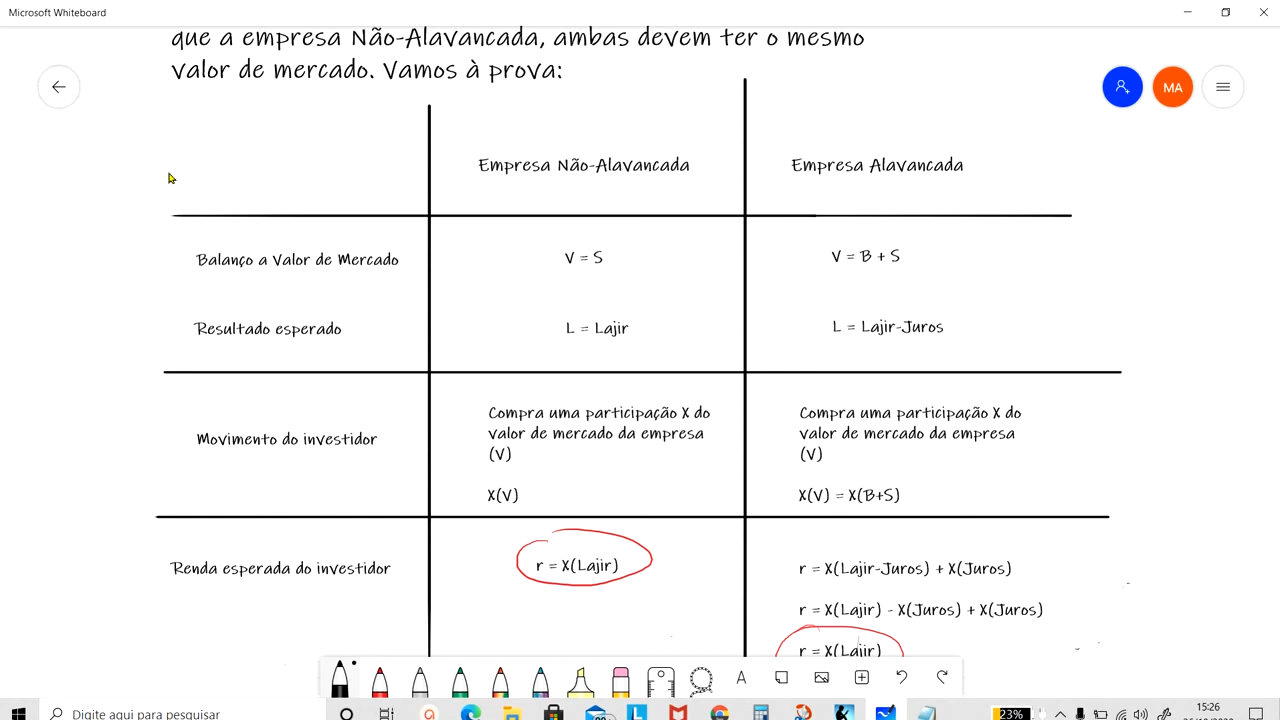 Microsoft Whiteboard
que a empresa Não-Alavancada, ambas devem ter o mesmo
valor de mercado. Vamos à prova:
MA
Empresa Não-Alavancada
Empresa Alavancada
Balanço a Valor de Mercado
V = S
V = B + S
Resultado esperado
L = Lajir
L = Lajir-Juros
Movimento do investidor
Compra uma participação X do
valor de mercado da empresa
(V)
X(V)
Compra uma participação X do
valor de mercado da empresa
(V)
X(V) = X(B+S)
Renda esperada do investidor
r = X(Lajir)
r = X(Lajir-Juros) + X(Juros)
r = X(Lajir) - X(Juros) + X(Juros)
r = X(Lajir)
A
Digite aqui para pesquisar
23%
15:26